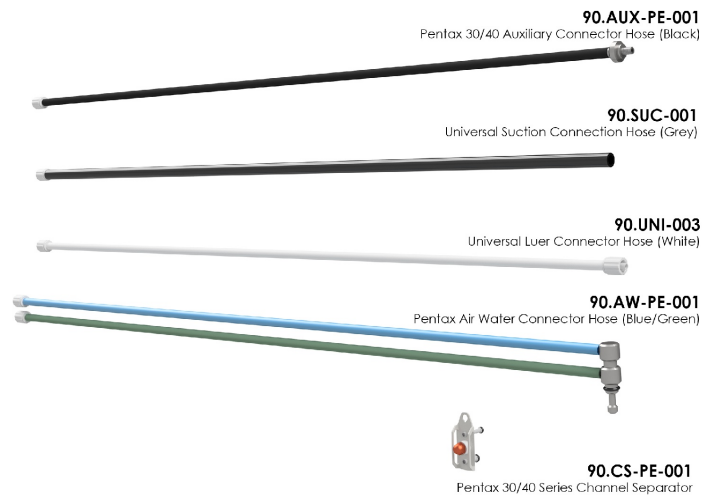 90.AUX-PE-001
Pentax 30/40 Auxiliary Connector Hose (Black)
90.SUC-001
Universal Suction Connection Hose (Grey)
90.UNI-003
Universal Luer Connector Hose (White)
90.AW-PE-001
Pentax Air Water Connector Hose (Blue/Green)
90.CS-PE-001
Pentax 30/40 Series Channel Separator